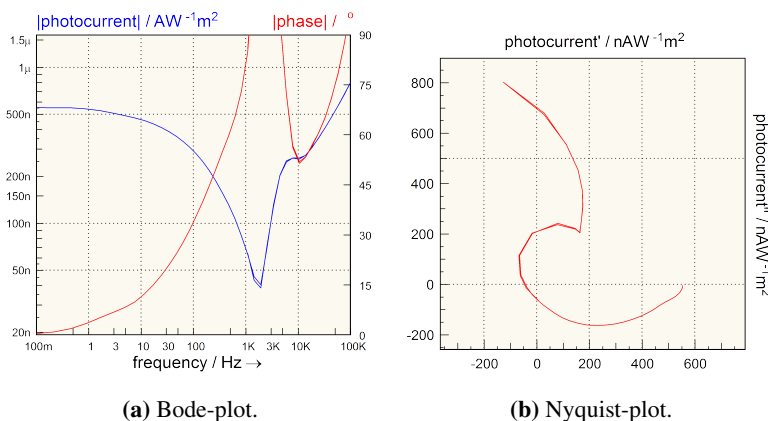 |photocurrent| / AW⁻¹m²
|phase| / °
1.5µ
1µ
500n
200n
150n
100n
50n
20n
90
75
60
45
30
15
0
100m 1 3 10 30 100 1K 3K 10K 100K
frequency / Hz →
(a) Bode-plot.
photocurrent' / nAW⁻¹m²
800
600
400
200
0
-200
-200 0 200 400 600
photocurrent'' / nAW⁻¹m²
(b) Nyquist-plot.